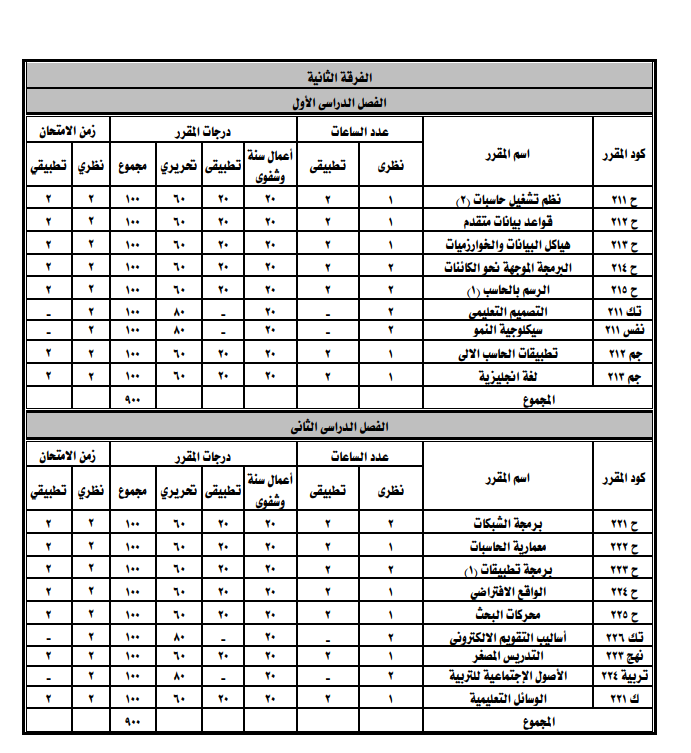 الفرقة الثانية
الفصل الدراسى الأول
كود المقرر اسم المقرر عدد الساعات درجات المقرر زمن الامتحان
نظرى تطبيقى أعمال سنة وشفوى تطبيقى تحريري مجموع نظري تطبيقي
ح ٢١١ نظم تشغيل حاسبات (٢) ١ ٢ ٢٠ ٢٠ ٦٠ ١٠٠ ٢ ٢
ح ٢١٢ قواعد بيانات متقدم ١ ٢ ٢٠ ٢٠ ٦٠ ١٠٠ ٢ ٢
ح ٢١٣ هياكل البيانات والخوارزميات ١ ٢ ٢٠ ٢٠ ٦٠ ١٠٠ ٢ ٢
ح ٢١٤ البرمجة الموجهة نحو الكائنات ٢ ٢ ٢٠ ٢٠ ٦٠ ١٠٠ ٢ ٢
ح ٢١٥ الرسم بالحاسب (١) ٢ ٢ ٢٠ ٢٠ ٦٠ ١٠٠ ٢ ٢
تك ٢١١ التصميم التعليمى ٢ - ٢٠ - ٨٠ ١٠٠ ٢ -
نفس ٢١١ سيكلوجية النمو ٢ - ٢٠ - ٨٠ ١٠٠ ٢ -
جم ٢١٢ تطبيقات الحاسب الالى ١ ٢ ٢٠ ٢٠ ٦٠ ١٠٠ ٢ ٢
جم ٢١٣ لغة انجليزية ١ ٢ ٢٠ ٢٠ ٦٠ ١٠٠ ٢ ٢
المجموع ٩٠٠
الفصل الدراسى الثانى
كود المقرر اسم المقرر عدد الساعات درجات المقرر زمن الامتحان
نظرى تطبيقى أعمال سنة وشفوى تطبيقى تحريري مجموع نظري تطبيقي
ح ٢٢١ برمجة الشبكات ٢ ٢ ٢٠ ٢٠ ٦٠ ١٠٠ ٢ ٢
ح ٢٢٢ معمارية الحاسبات ١ ٢ ٢٠ ٢٠ ٦٠ ١٠٠ ٢ ٢
ح ٢٢٣ برمجة تطبيقات (١) ٢ ٢ ٢٠ ٢٠ ٦٠ ١٠٠ ٢ ٢
ح ٢٢٤ الواقع الافتراضي ١ ٢ ٢٠ ٢٠ ٦٠ ١٠٠ ٢ ٢
ح ٢٢٥ محركات البحث ١ ٢ ٢٠ ٢٠ ٦٠ ١٠٠ ٢ ٢
تك ٢٢٦ أساليب التقويم الالكترونى ٢ - ٢٠ - ٨٠ ١٠٠ ٢ -
نهج ٢٢٣ التدريس المصغر ١ ٢ ٢٠ ٢٠ ٦٠ ١٠٠ ٢ ٢
تربية ٢٢٤ الأصول الإجتماعية للتربية ٢ - ٢٠ - ٨٠ ١٠٠ ٢ -
ك ٢٢١ الوسائل التعليمية ١ ٢ ٢٠ ٢٠ ٦٠ ١٠٠ ٢ ٢
المجموع ٩٠٠